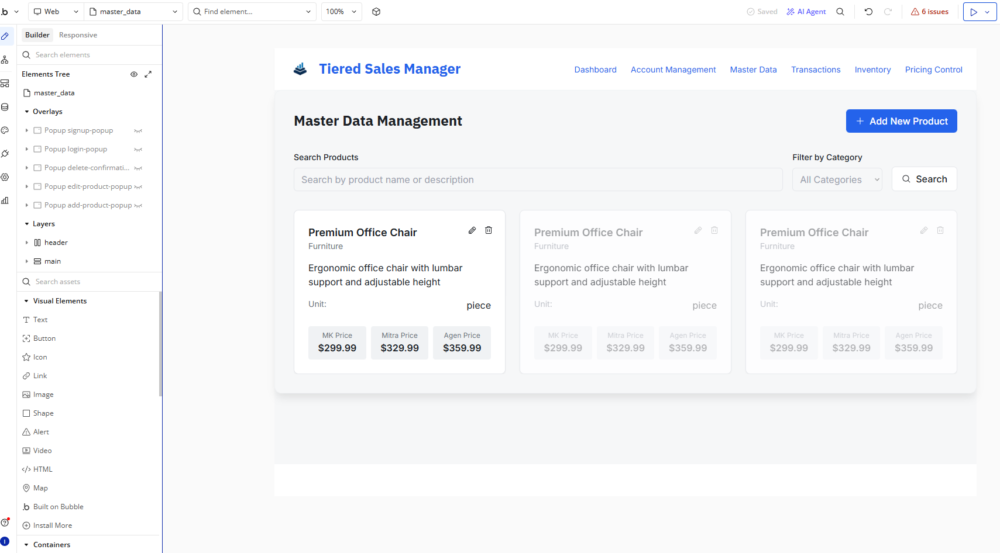 Web
master_data
Find element...
100%
Saved
AI Agent
6 issues
Builder
Responsive
Search elements
Elements Tree
master_data
Overlays
Popup signup-popup
Popup login-popup
Popup delete-confirmati...
Popup edit-product-popup
Popup add-product-popup
Layers
header
main
Search assets
Visual Elements
Text
Button
Icon
Link
Image
Shape
Alert
Video
HTML
Map
Built on Bubble
Install More
Containers
Tiered Sales Manager
Dashboard
Account Management
Master Data
Transactions
Inventory
Pricing Control
Master Data Management
Add New Product
Search Products
Filter by Category
Search by product name or description
All Categories
Search
Premium Office Chair
Furniture
Ergonomic office chair with lumbar
support and adjustable height
Unit:
piece
MK Price
Mitra Price
Agen Price
$299.99
$329.99
$359.99
Premium Office Chair
Furniture
Ergonomic office chair with lumbar
support and adjustable height
Unit:
piece
MK Price
Mitra Price
Agen Price
$299.99
$329.99
$359.99
Premium Office Chair
Furniture
Ergonomic office chair with lumbar
support and adjustable height
Unit:
piece
MK Price
Mitra Price
Agen Price
$299.99
$329.99
$359.99